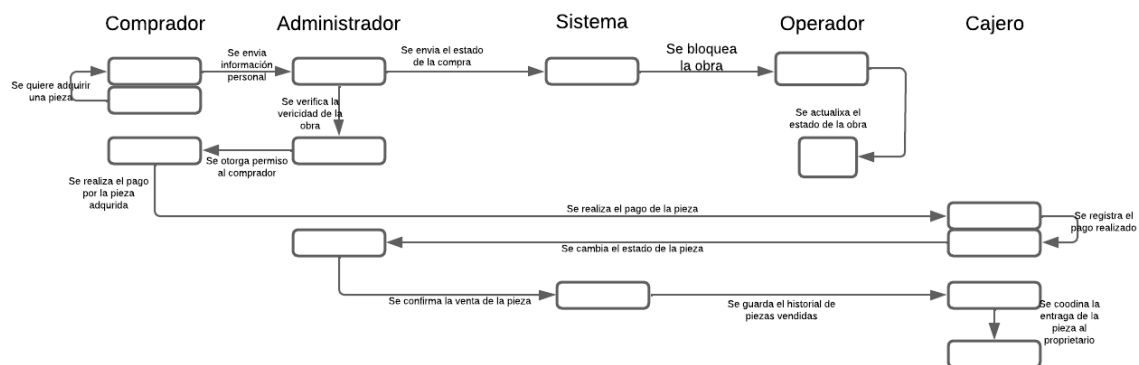 Comprador
Administrador
Sistema
Operador
Cajero
Se quiere adquirir
una pieza
Se envia
información
personal
Se envia el estado
de la compra
Se bloquea
la obra
Se verifica la
vericidad de la
obra
Se actualixa el
estado de la obra
Se otorga permiso
al comprador
Se realiza el pago
por la pieza
adqurida
Se realiza el pago de la pieza
Se registra el
pago realizado
Se cambia el estado de la pieza
Se confirma la venta de la pieza
Se guarda el historial de
piezas vendidas
Se coodina la
entraga de la
pieza al
proprietario